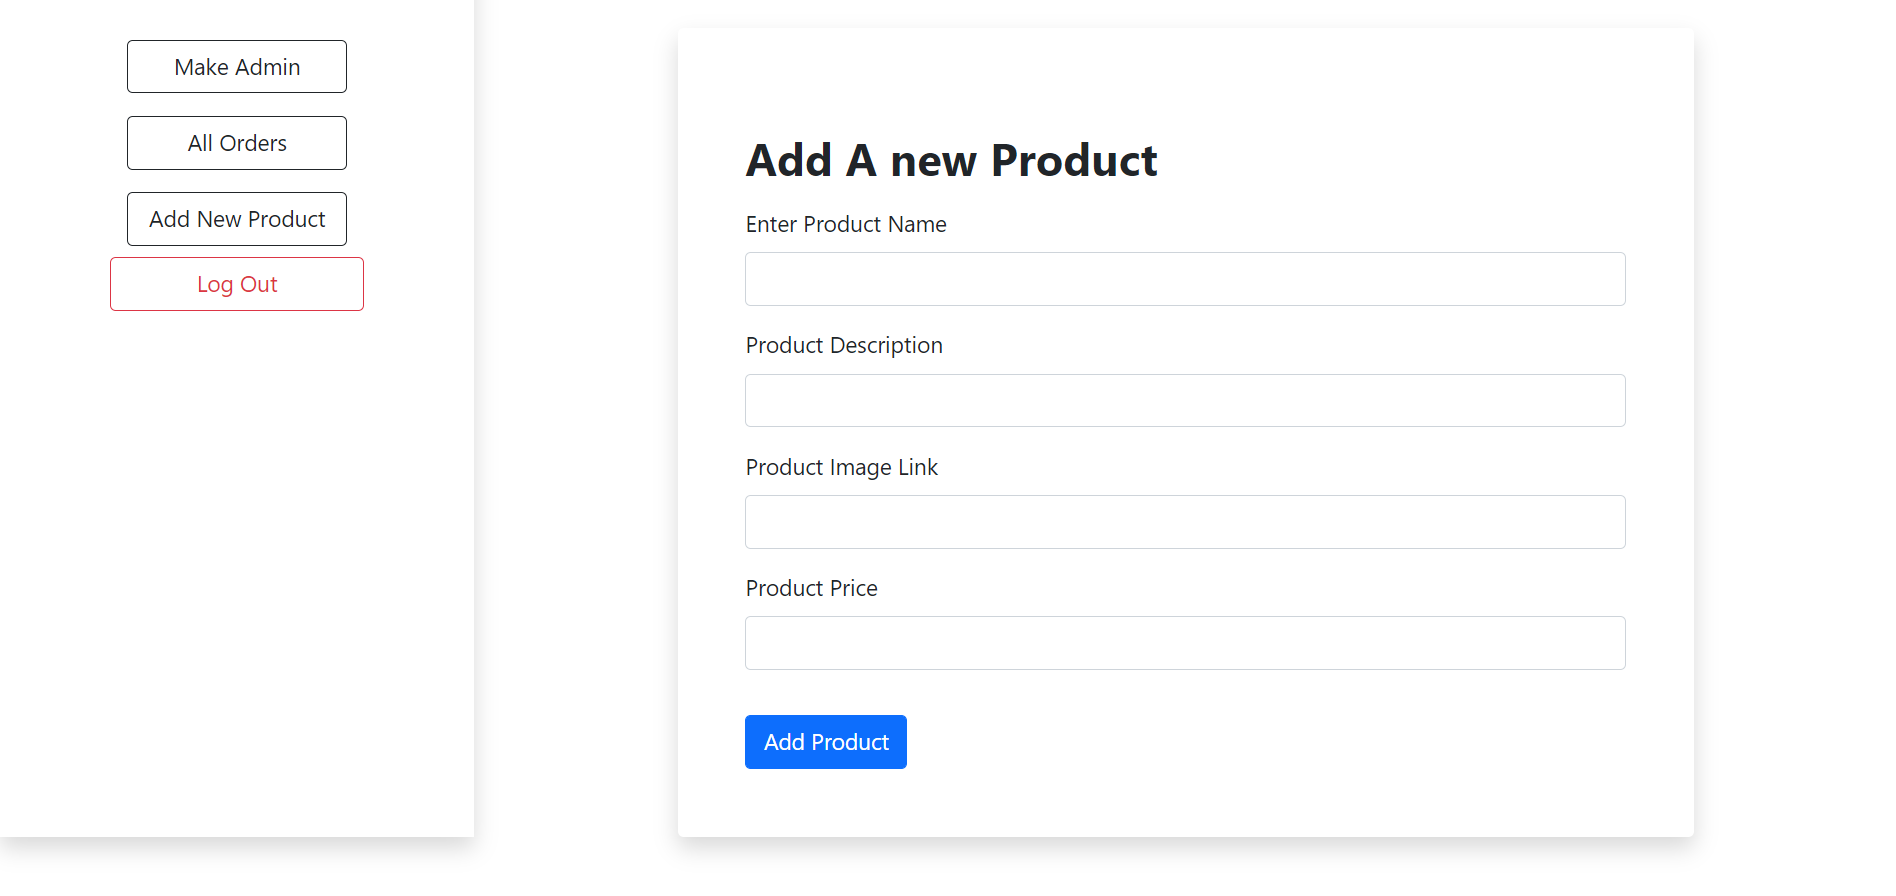 Make Admin
All Orders
Add New Product
Log Out
Add A new Product
Enter Product Name
Product Description
Product Image Link
Product Price
Add Product